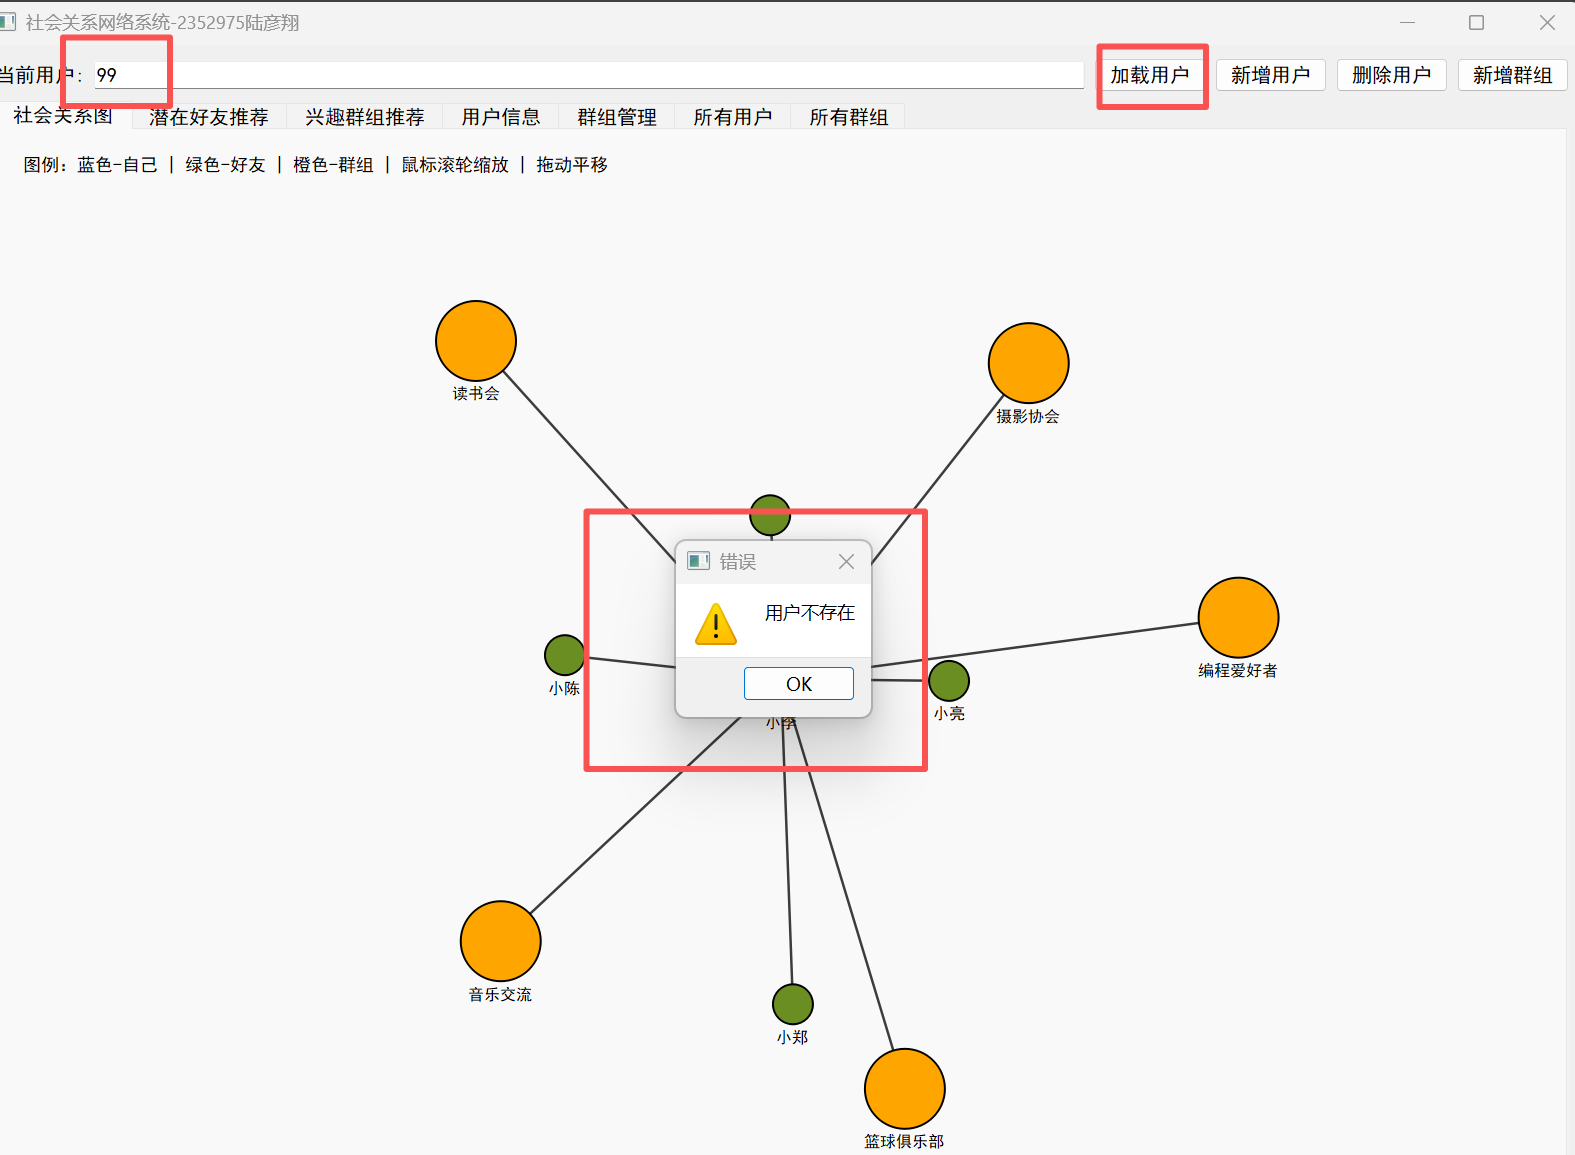 社会关系网络系统-2352975陆彦翔
当前用户： 99 加载用户 新增用户 删除用户 新增群组
社会关系图 潜在好友推荐 兴趣群组推荐 用户信息 群组管理 所有用户 所有群组
图例：蓝色-自己 | 绿色-好友 | 橙色-群组 | 鼠标滚轮缩放 | 拖动平移
读书会
摄影协会
错误
用户不存在
OK
编程爱好者
小陈
小亮
小李
音乐交流
小郑
篮球俱乐部